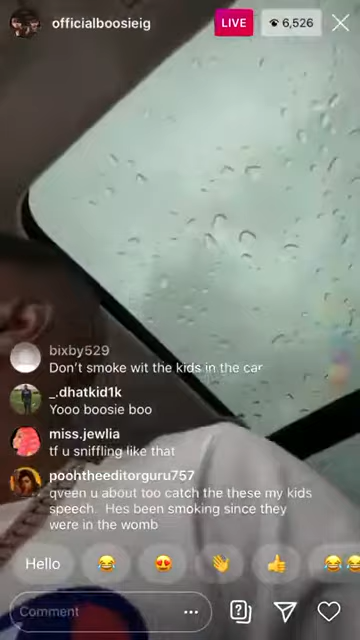 officialboosieig
LIVE
6,526
bixby529
Don't smoke wit the kids in the car
_.dhatkid1k
Yooo boosie boo
miss.jewlia
tf u sniffling like that
poohtheeditorguru757
qveen u about too catch the these my kids
speech. Hes been smoking since they
were in the womb
Hello
Comment